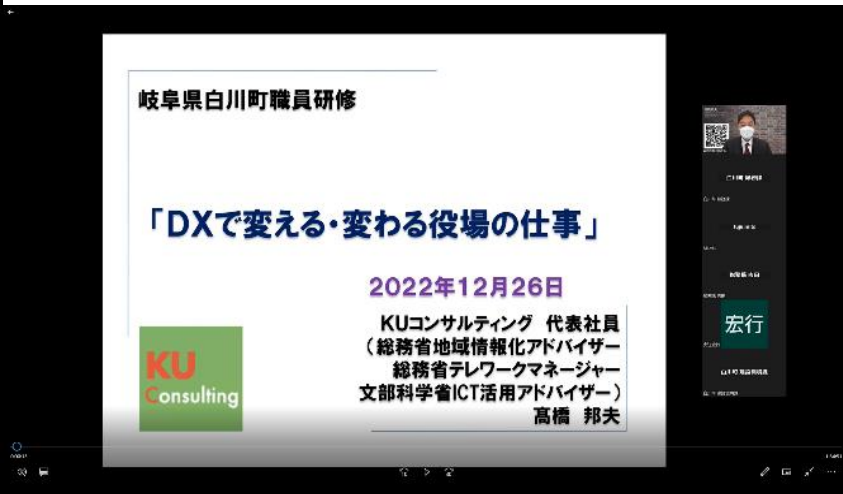 岐阜県白川町職員研修
「DXで変える・変わる役場の仕事」
2022年12月26日
KUコンサルティング 代表社員
（総務省地域情報化アドバイザー
総務省テレワークマネージャー
文部科学省ICT活用アドバイザー）
髙橋 邦夫
KU
Consulting
宏行